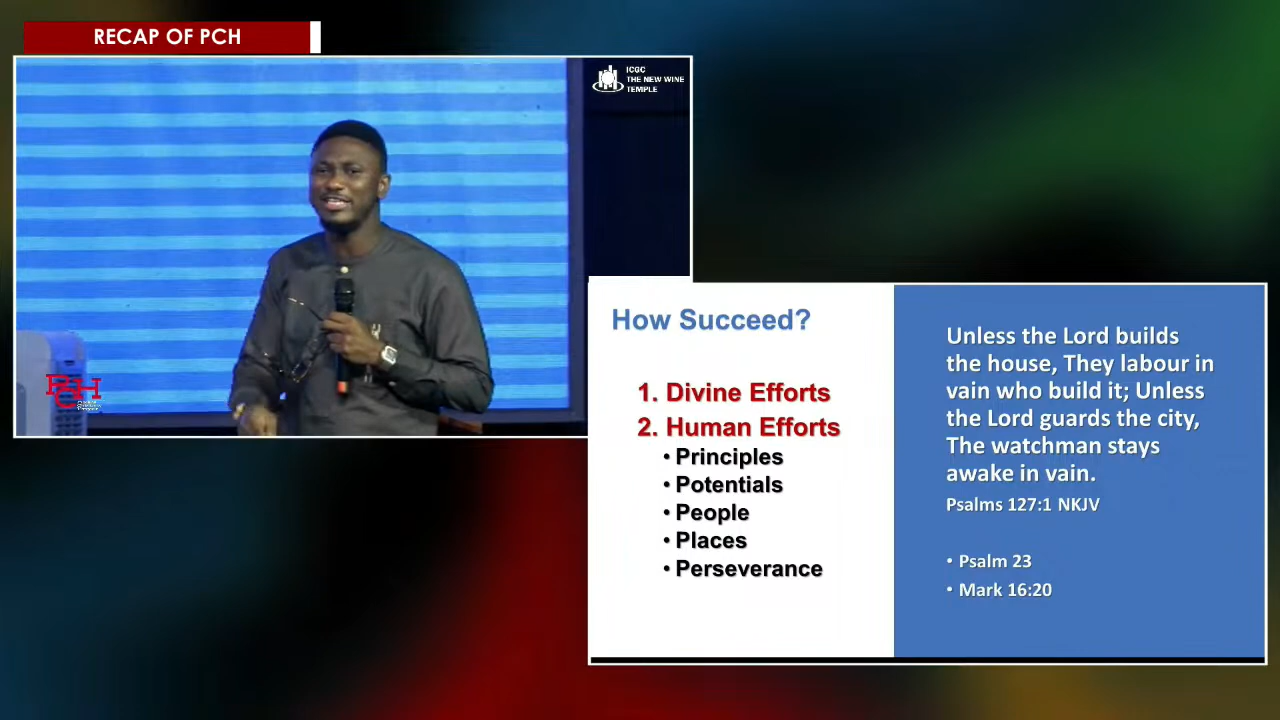 RECAP OF PCH
ICGC
THE NEW WINE
TEMPLE
PCH
How Succeed?
1. Divine Efforts
2. Human Efforts
• Principles
• Potentials
• People
• Places
• Perseverance
Unless the Lord builds
the house, They labour in
vain who build it; Unless
the Lord guards the city,
The watchman stays
awake in vain.
Psalms 127:1 NKJV
• Psalm 23
• Mark 16:20